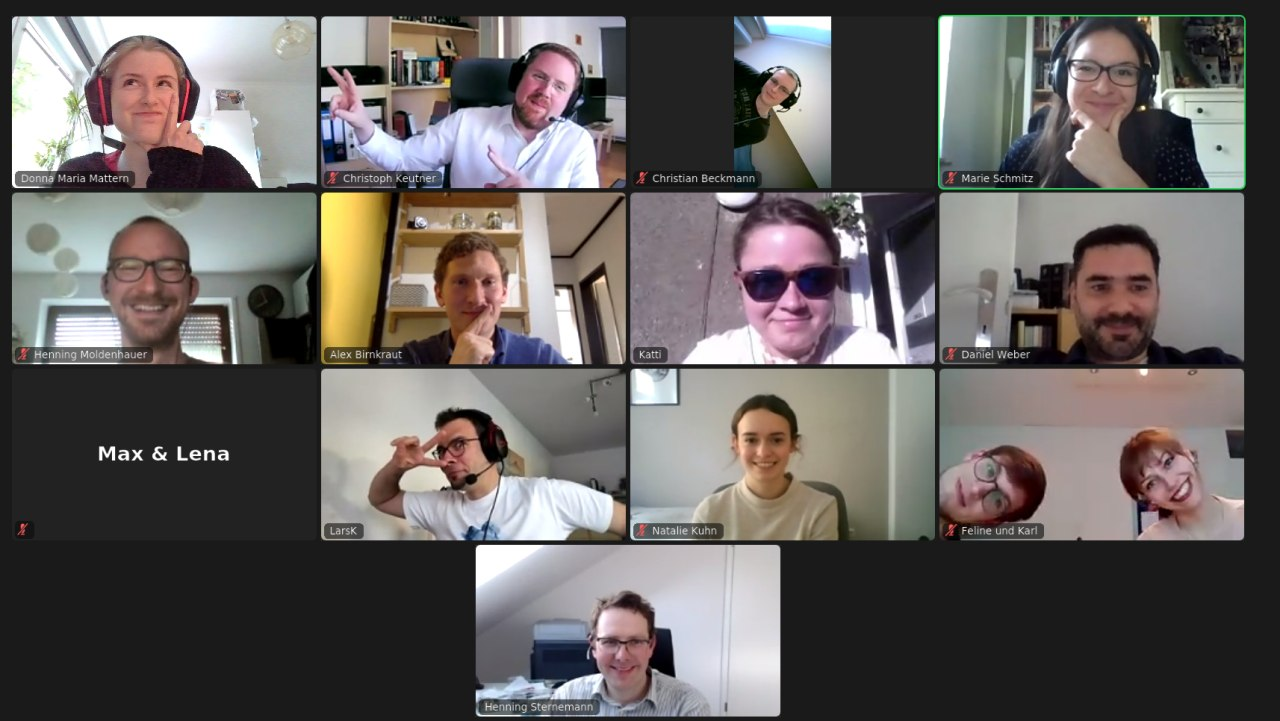 Donna Maria Mattern
Christoph Keutner
Christian Beckmann
Marie Schmitz
Henning Moldenhauer
Alex Birnkraut
Katti
Daniel Weber
Max & Lena
LarsK
Natalie Kuhn
Feline und Karl
Henning Sternemann